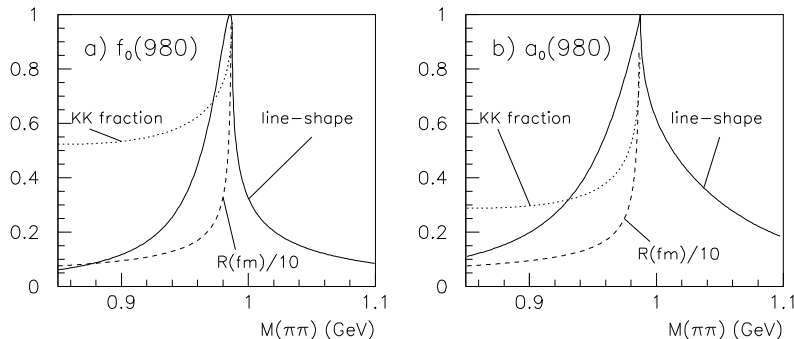 1
0.8
0.6
0.4
0.2
0
a) f₀(980)
KK fraction
line-shape
R(fm)/10
0.9
1
1.1
M(ππ) (GeV)
1
0.8
0.6
0.4
0.2
0
b) a₀(980)
KK fraction
line-shape
R(fm)/10
0.9
1
1.1
M(ππ) (GeV)